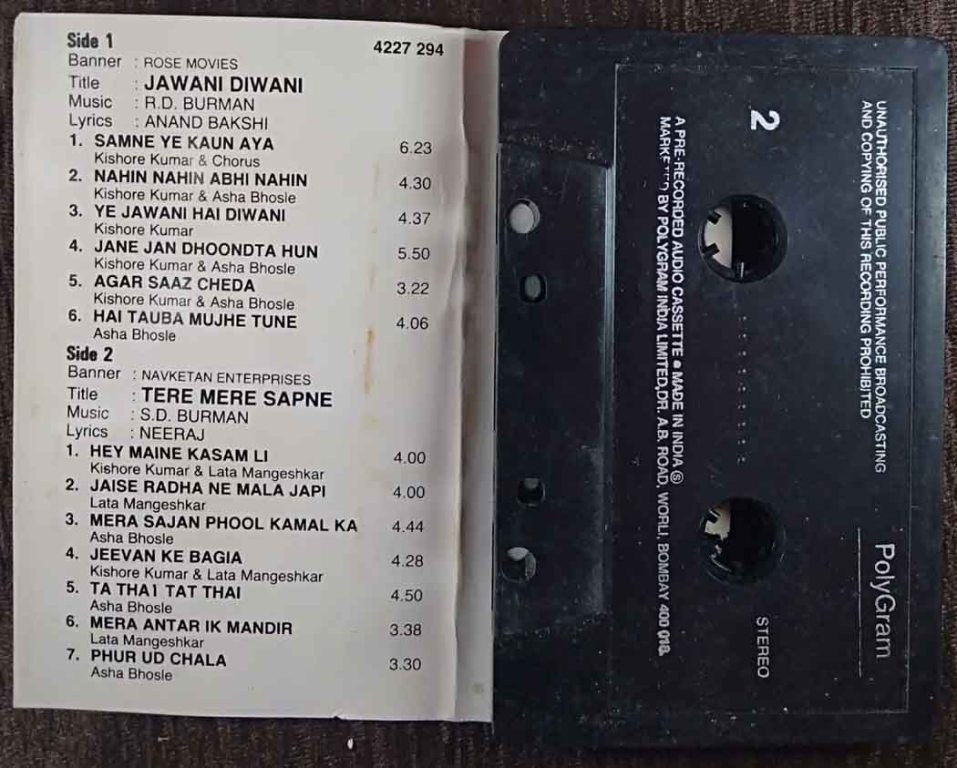 Side 1
4227 294
Banner : ROSE MOVIES
Title : JAWANI DIWANI
Music : R.D. BURMAN
Lyrics : ANAND BAKSHI
1. SAMNE YE KAUN AYA 6.23
Kishore Kumar & Chorus
2. NAHIN NAHIN ABHI NAHIN 4.30
Kishore Kumar & Asha Bhosle
3. YE JAWANI HAI DIWANI 4.37
Kishore Kumar
4. JANE JAN DHOONDTA HUN 5.50
Kishore Kumar & Asha Bhosle
5. AGAR SAAZ CHEDA 3.22
Kishore Kumar & Asha Bhosle
6. HAI TAUBA MUJHE TUNE 4.06
Asha Bhosle
Side 2
Banner : NAVKETAN ENTERPRISES
Title : TERE MERE SAPNE
Music : S.D. BURMAN
Lyrics : NEERAJ
1. HEY MAINE KASAM LI 4.00
Kishore Kumar & Lata Mangeshkar
2. JAISE RADHA NE MALA JAPI 4.00
Lata Mangeshkar
3. MERA SAJAN PHOOL KAMAL KA 4.44
Asha Bhosle
4. JEEVAN KE BAGIA 4.28
Kishore Kumar & Lata Mangeshkar
5. TA THA1 TAT THAI 4.50
Asha Bhosle
6. MERA ANTAR IK MANDIR 3.38
Lata Mangeshkar
7. PHUR UD CHALA 3.30
Asha Bhosle
UNAUTHORISED PUBLIC PERFORMANCE BROADCASTING
AND COPYING OF THIS RECORDING PROHIBITED
PolyGram
2
STEREO
A PRE-RECORDED AUDIO CASSETTE ● MADE IN INDIA Ⓢ
MARKETED BY POLYGRAM INDIA LIMITED,DR. A.B. ROAD, WORLI, BOMBAY 400 018.